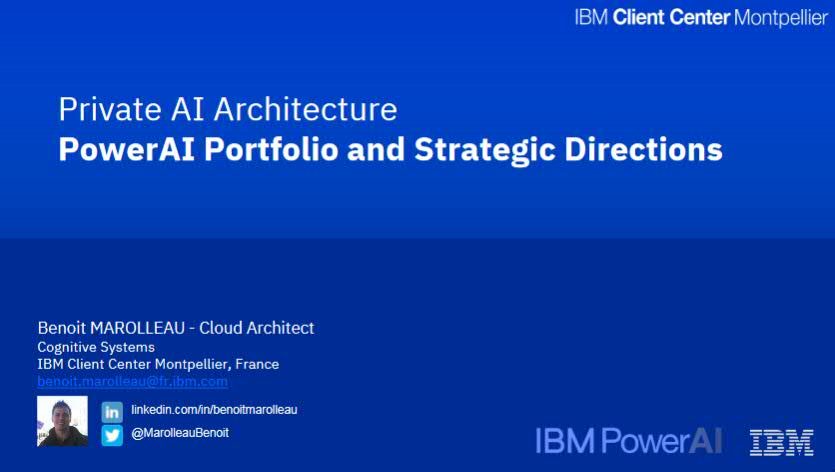 IBM Client Center Montpellier
Private AI Architecture
PowerAI Portfolio and Strategic Directions
Benoit MAROLLEAU - Cloud Architect
Cognitive Systems
IBM Client Center Montpellier, France
benoit.marolleau@fr.ibm.com
in linkedin.com/in/benoitmarolleau
@MarolleauBenoit
IBM PowerAI IBM